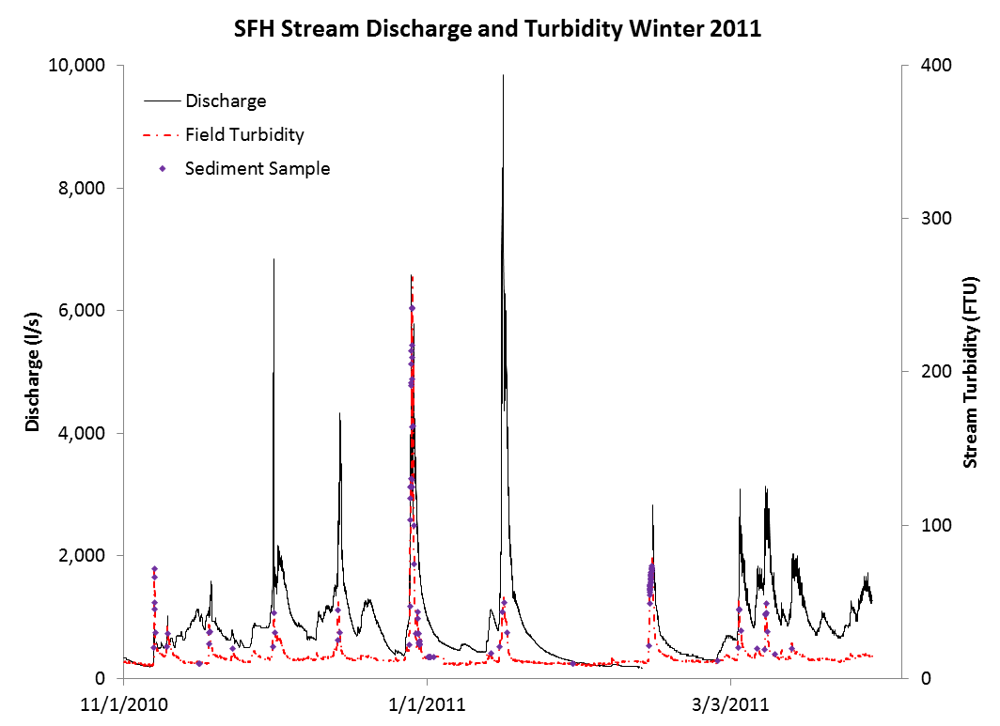 SFH Stream Discharge and Turbidity Winter 2011
10,000
8,000
6,000
4,000
2,000
0
Discharge (l/s)
Discharge
Field Turbidity
Sediment Sample
400
300
200
100
0
Stream Turbidity (FTU)
11/1/2010
1/1/2011
3/3/2011